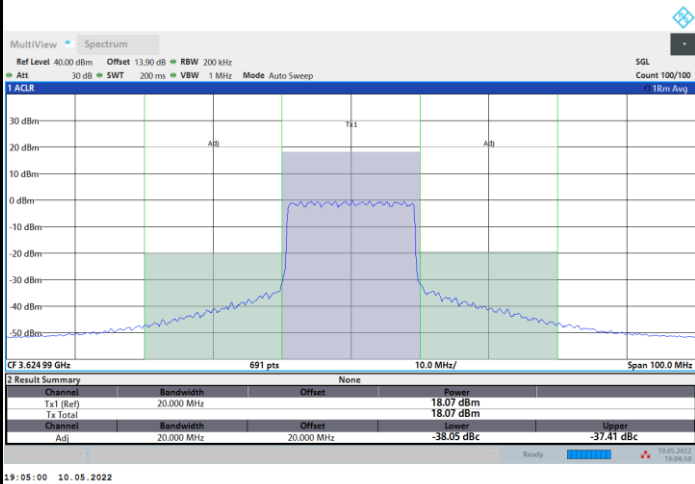 MultiView Spectrum
Ref Level 40.00 dBm Offset 13.90 dB RBW 200 kHz SGL
Att 30 dB SWT 200 ms VBW 1 MHz Mode Auto Sweep Count 100/100
1 ACLR 1Rm Avg
30 dBm
Tx1
20 dBm
Adj Adj
10 dBm
0 dBm
-10 dBm
-20 dBm
-30 dBm
-40 dBm
-50 dBm
CF 3.624 99 GHz 691 pts 10.0 MHz/ Span 100.0 MHz
2 Result Summary None
Channel Bandwidth Offset Power
Tx1 (Ref) 20.000 MHz 18.07 dBm
Tx Total 18.07 dBm
Channel Bandwidth Offset Lower Upper
Adj 20.000 MHz 20.000 MHz -38.05 dBc -37.41 dBc
Ready 10.05.2022
19:04:58
19:05:00 10.05.2022